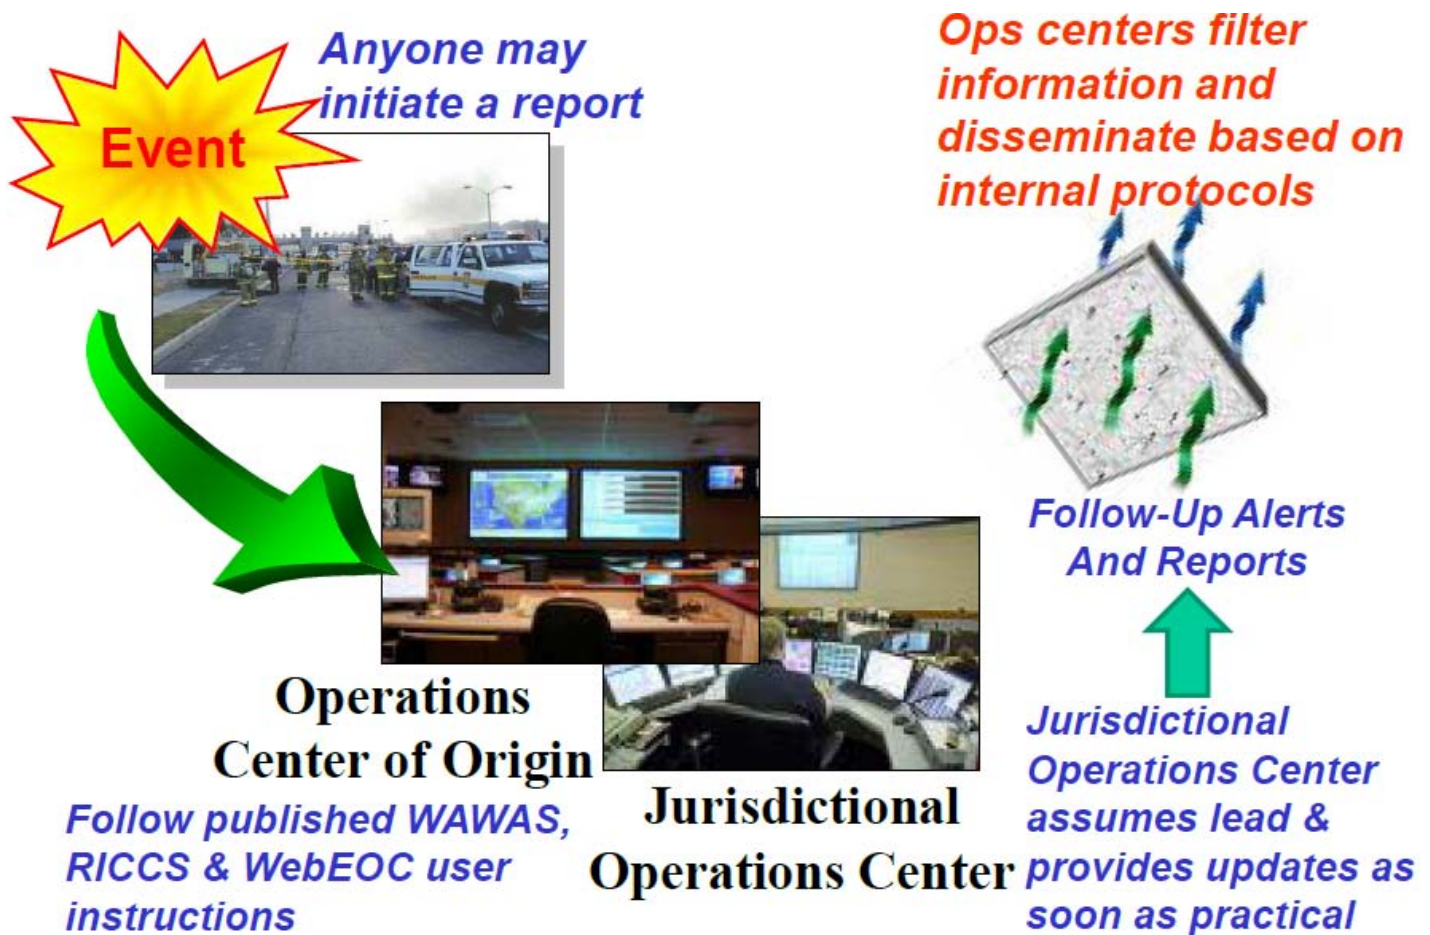 Event
Anyone may
initiate a report
Ops centers filter
information and
disseminate based on
internal protocols
Follow-Up Alerts
And Reports
Operations
Center of Origin
Follow published WAWAS,
RICCS & WebEOC user
instructions
Jurisdictional
Operations Center
Jurisdictional
Operations Center
assumes lead &
provides updates as
soon as practical